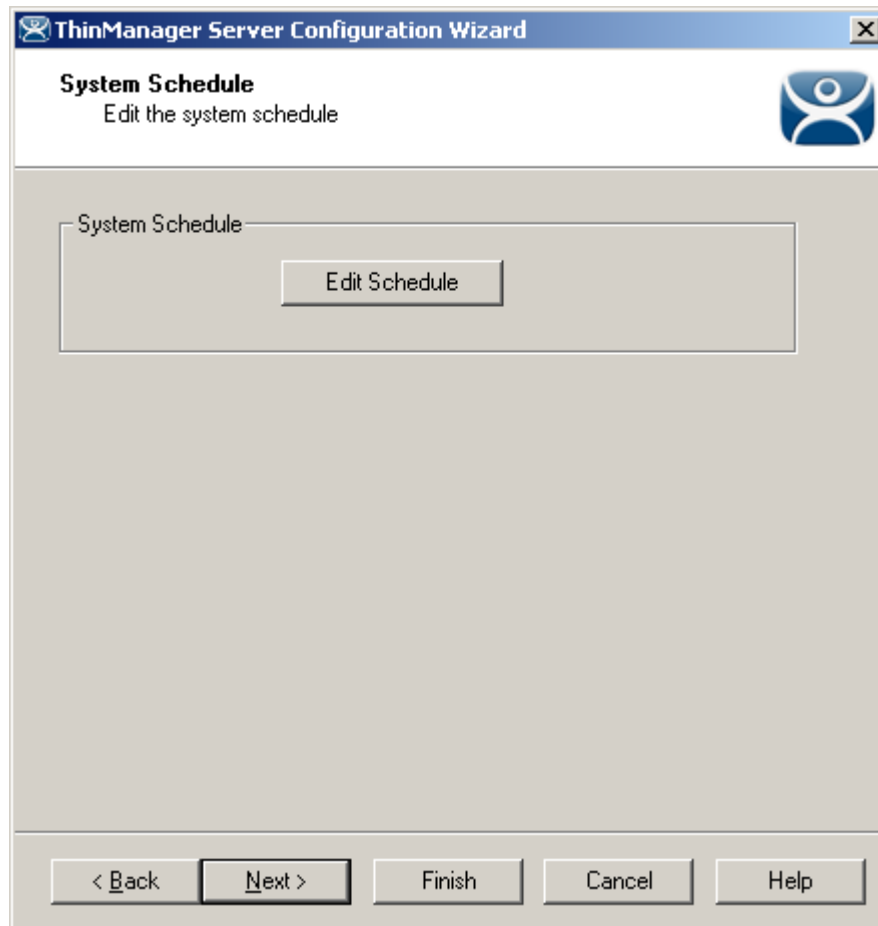 ThinManager Server Configuration Wizard
System Schedule
Edit the system schedule
System Schedule
Edit Schedule
< Back Next > Finish Cancel Help